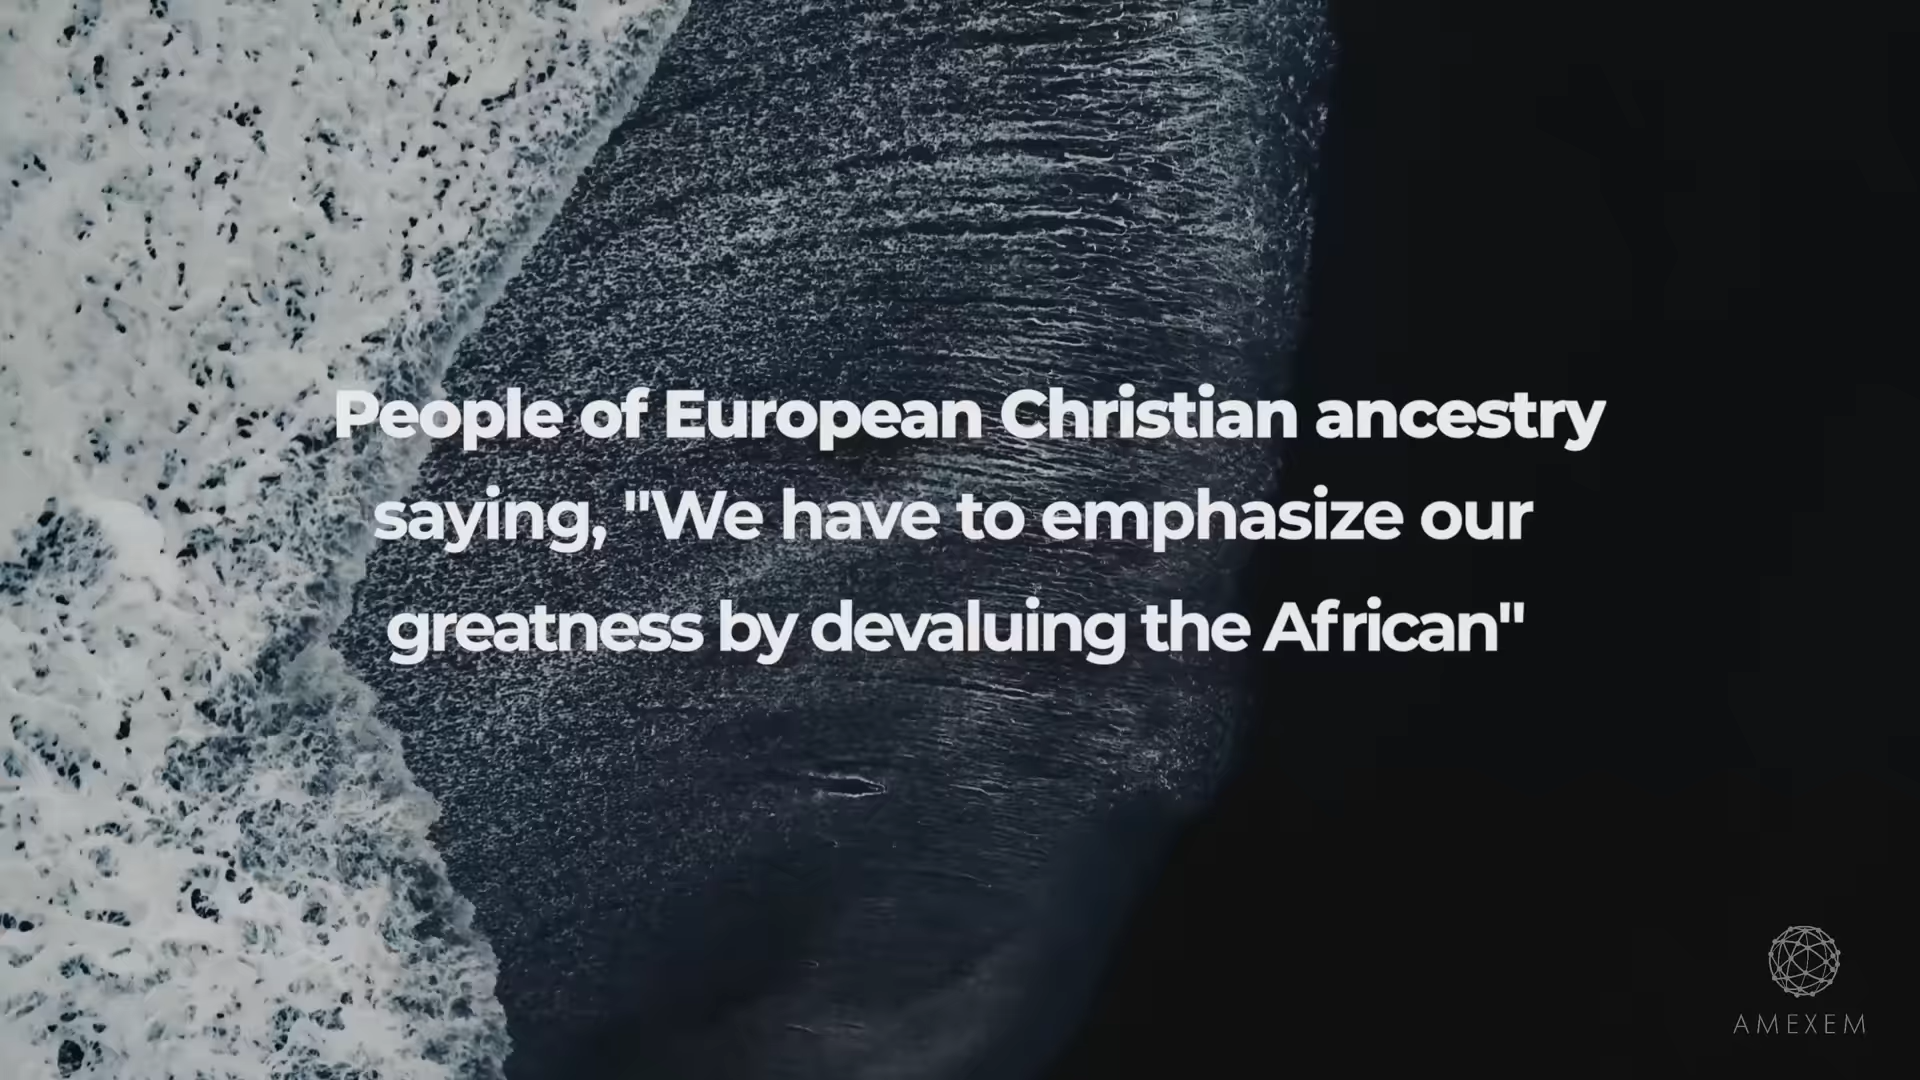 People of European Christian ancestry
saying, "We have to emphasize our
greatness by devaluing the African"
AMEXEM